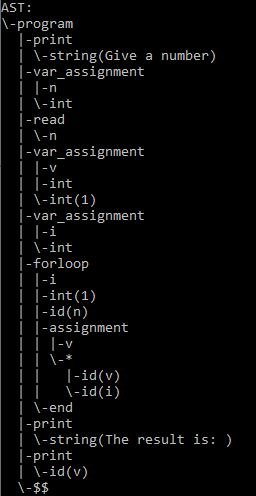 AST:
\-program
  |-print
  | \-string(Give a number)
  |-var_assignment
  | |-n
  | \-int
  |-read
  | \-n
  |-var_assignment
  | |-v
  | |-int
  | \-int(1)
  |-var_assignment
  | |-i
  | \-int
  |-forloop
  | |-i
  | |-int(1)
  | |-id(n)
  | |-assignment
  | | |-v
  | | \-*
  | |   |-id(v)
  | |   \-id(i)
  | \-end
  |-print
  | \-string(The result is: )
  |-print
  | \-id(v)
  \-$$